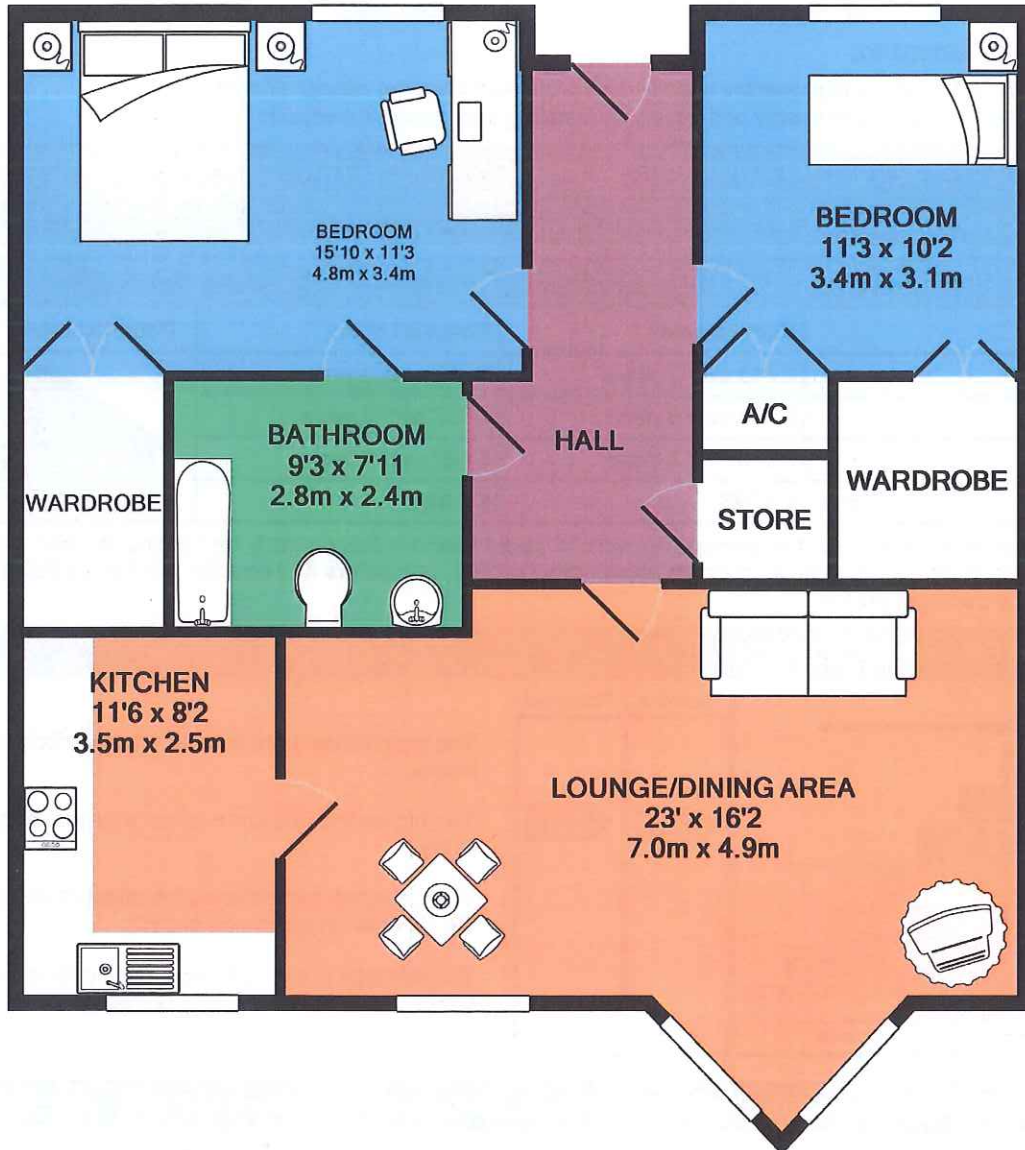 BEDROOM
15'10 x 11'3
4.8m x 3.4m
BEDROOM
11'3 x 10'2
3.4m x 3.1m
BATHROOM
9'3 x 7'11
2.8m x 2.4m
HALL
A/C
WARDROBE
STORE
WARDROBE
KITCHEN
11'6 x 8'2
3.5m x 2.5m
LOUNGE/DINING AREA
23' x 16'2
7.0m x 4.9m